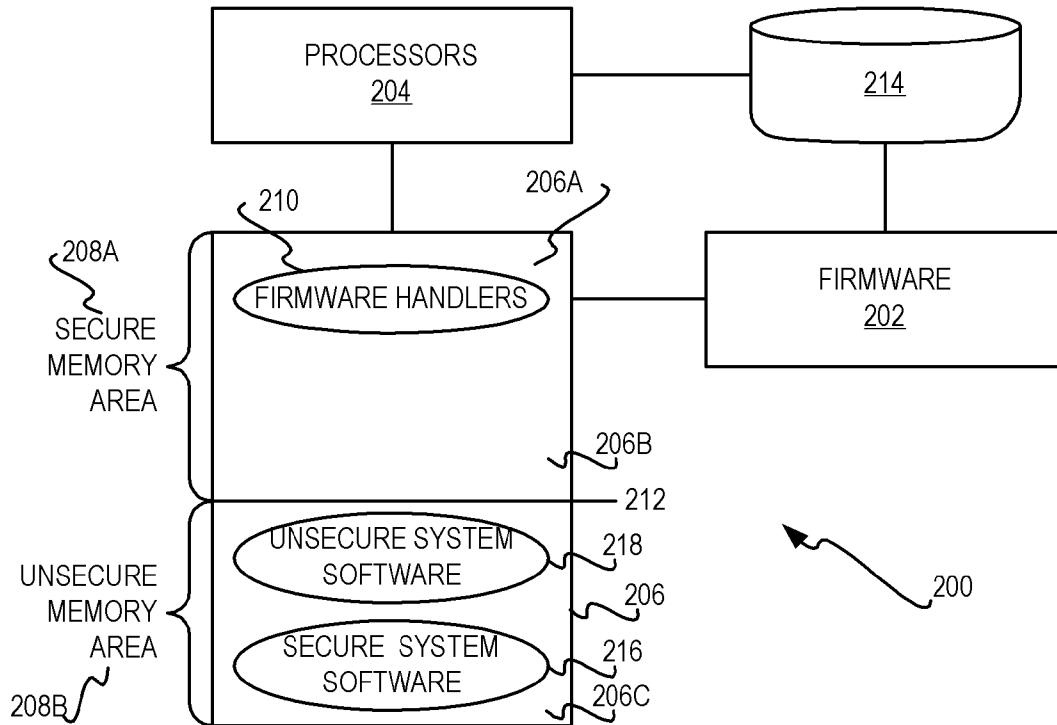 PROCESSORS
204
214
210
206A
208A
FIRMWARE HANDLERS
FIRMWARE
202
SECURE
MEMORY
AREA
206B
212
UNSECURE SYSTEM
SOFTWARE
218
UNSECURE
MEMORY
AREA
206
200
SECURE SYSTEM
SOFTWARE
216
206C
208B